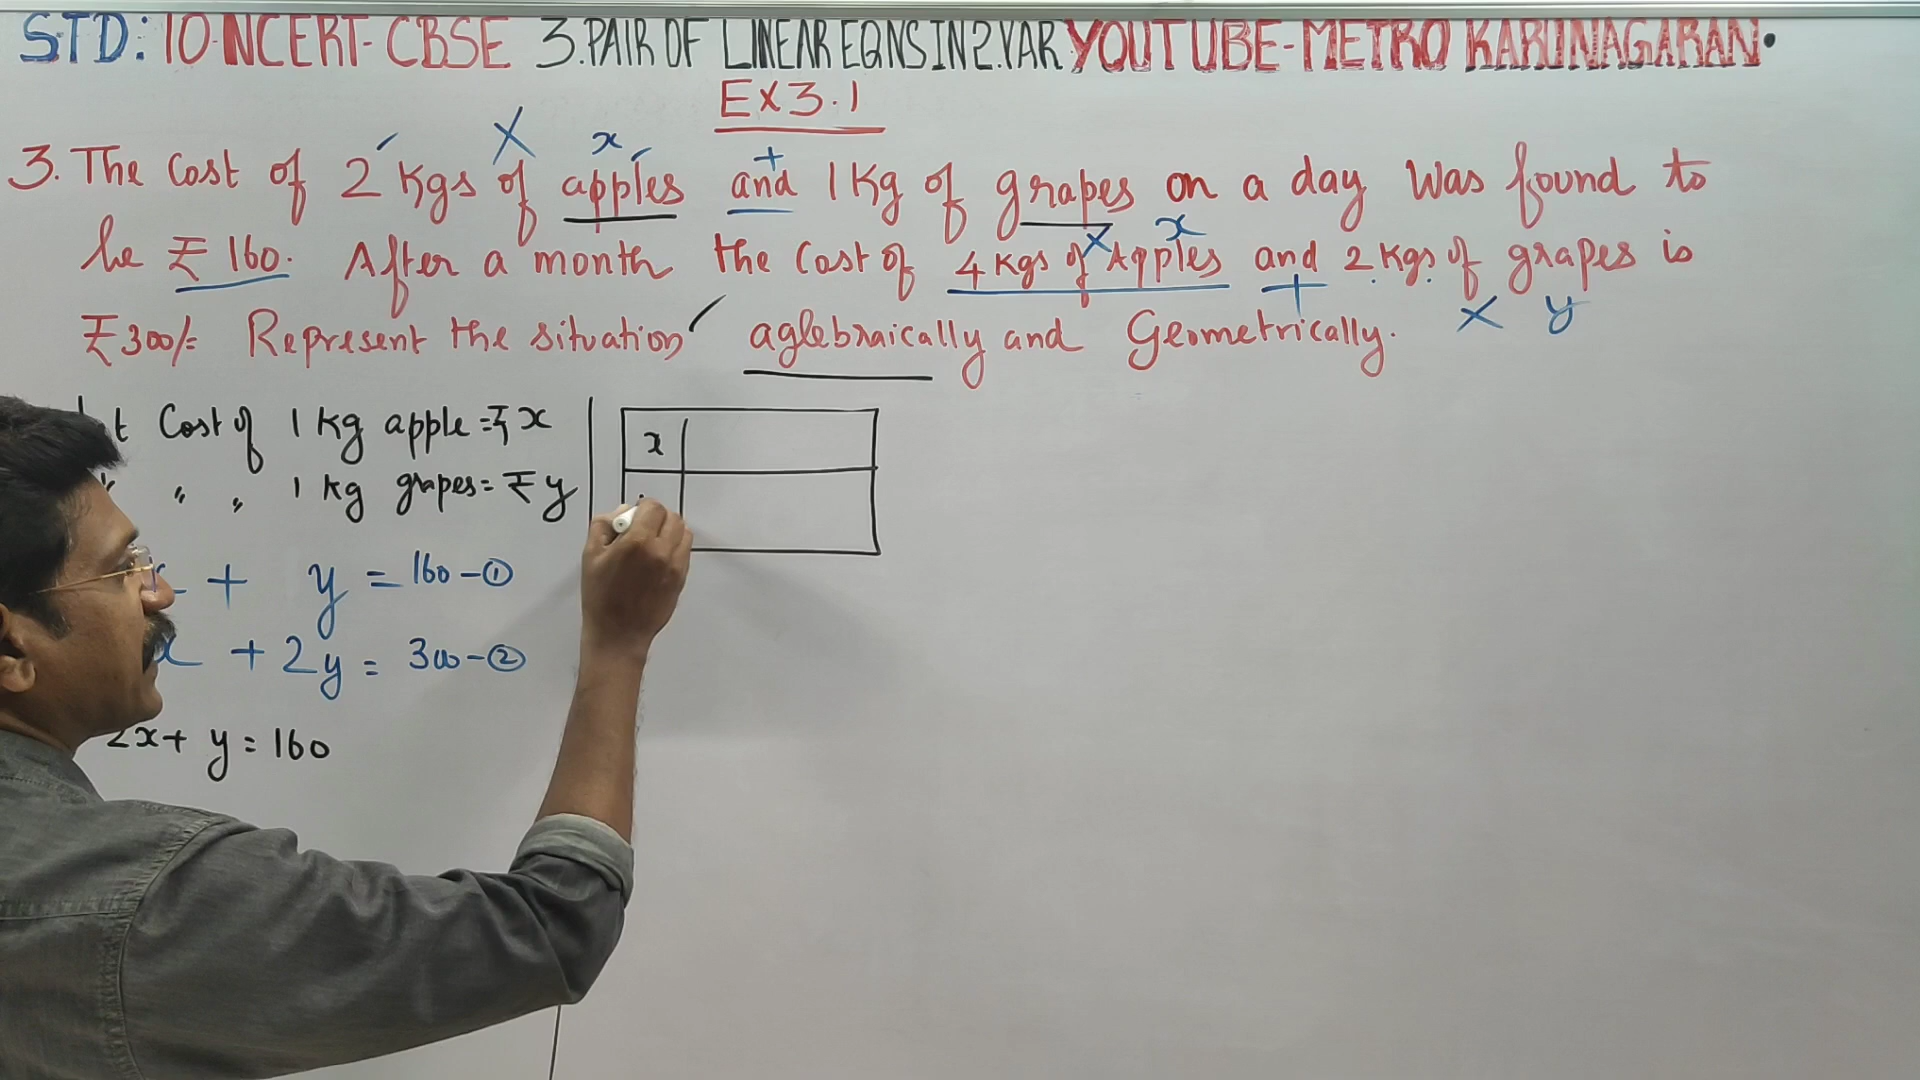 STD: 10 NCERT- CBSE 3.PAIR OF LINEAR EQNS IN 2.VAR YOUTUBE-METRO KARUNAGARAN.
EX 3.1
x x +
3. The Cost of 2 Kgs of apples and 1 Kg of grapes on a day was found to
x x
be ₹ 160. After a month the Cost of 4 Kgs of Apples and 2 Kgs. of grapes is
+ x y
₹300/= Represent the situation aglebraically and Geometrically.
Cost of 1 Kg apple = ₹ x
" " " 1 Kg grapes = ₹ y
x
+ y = 160 - ①
x + 2y = 300 - ②
2x + y = 160